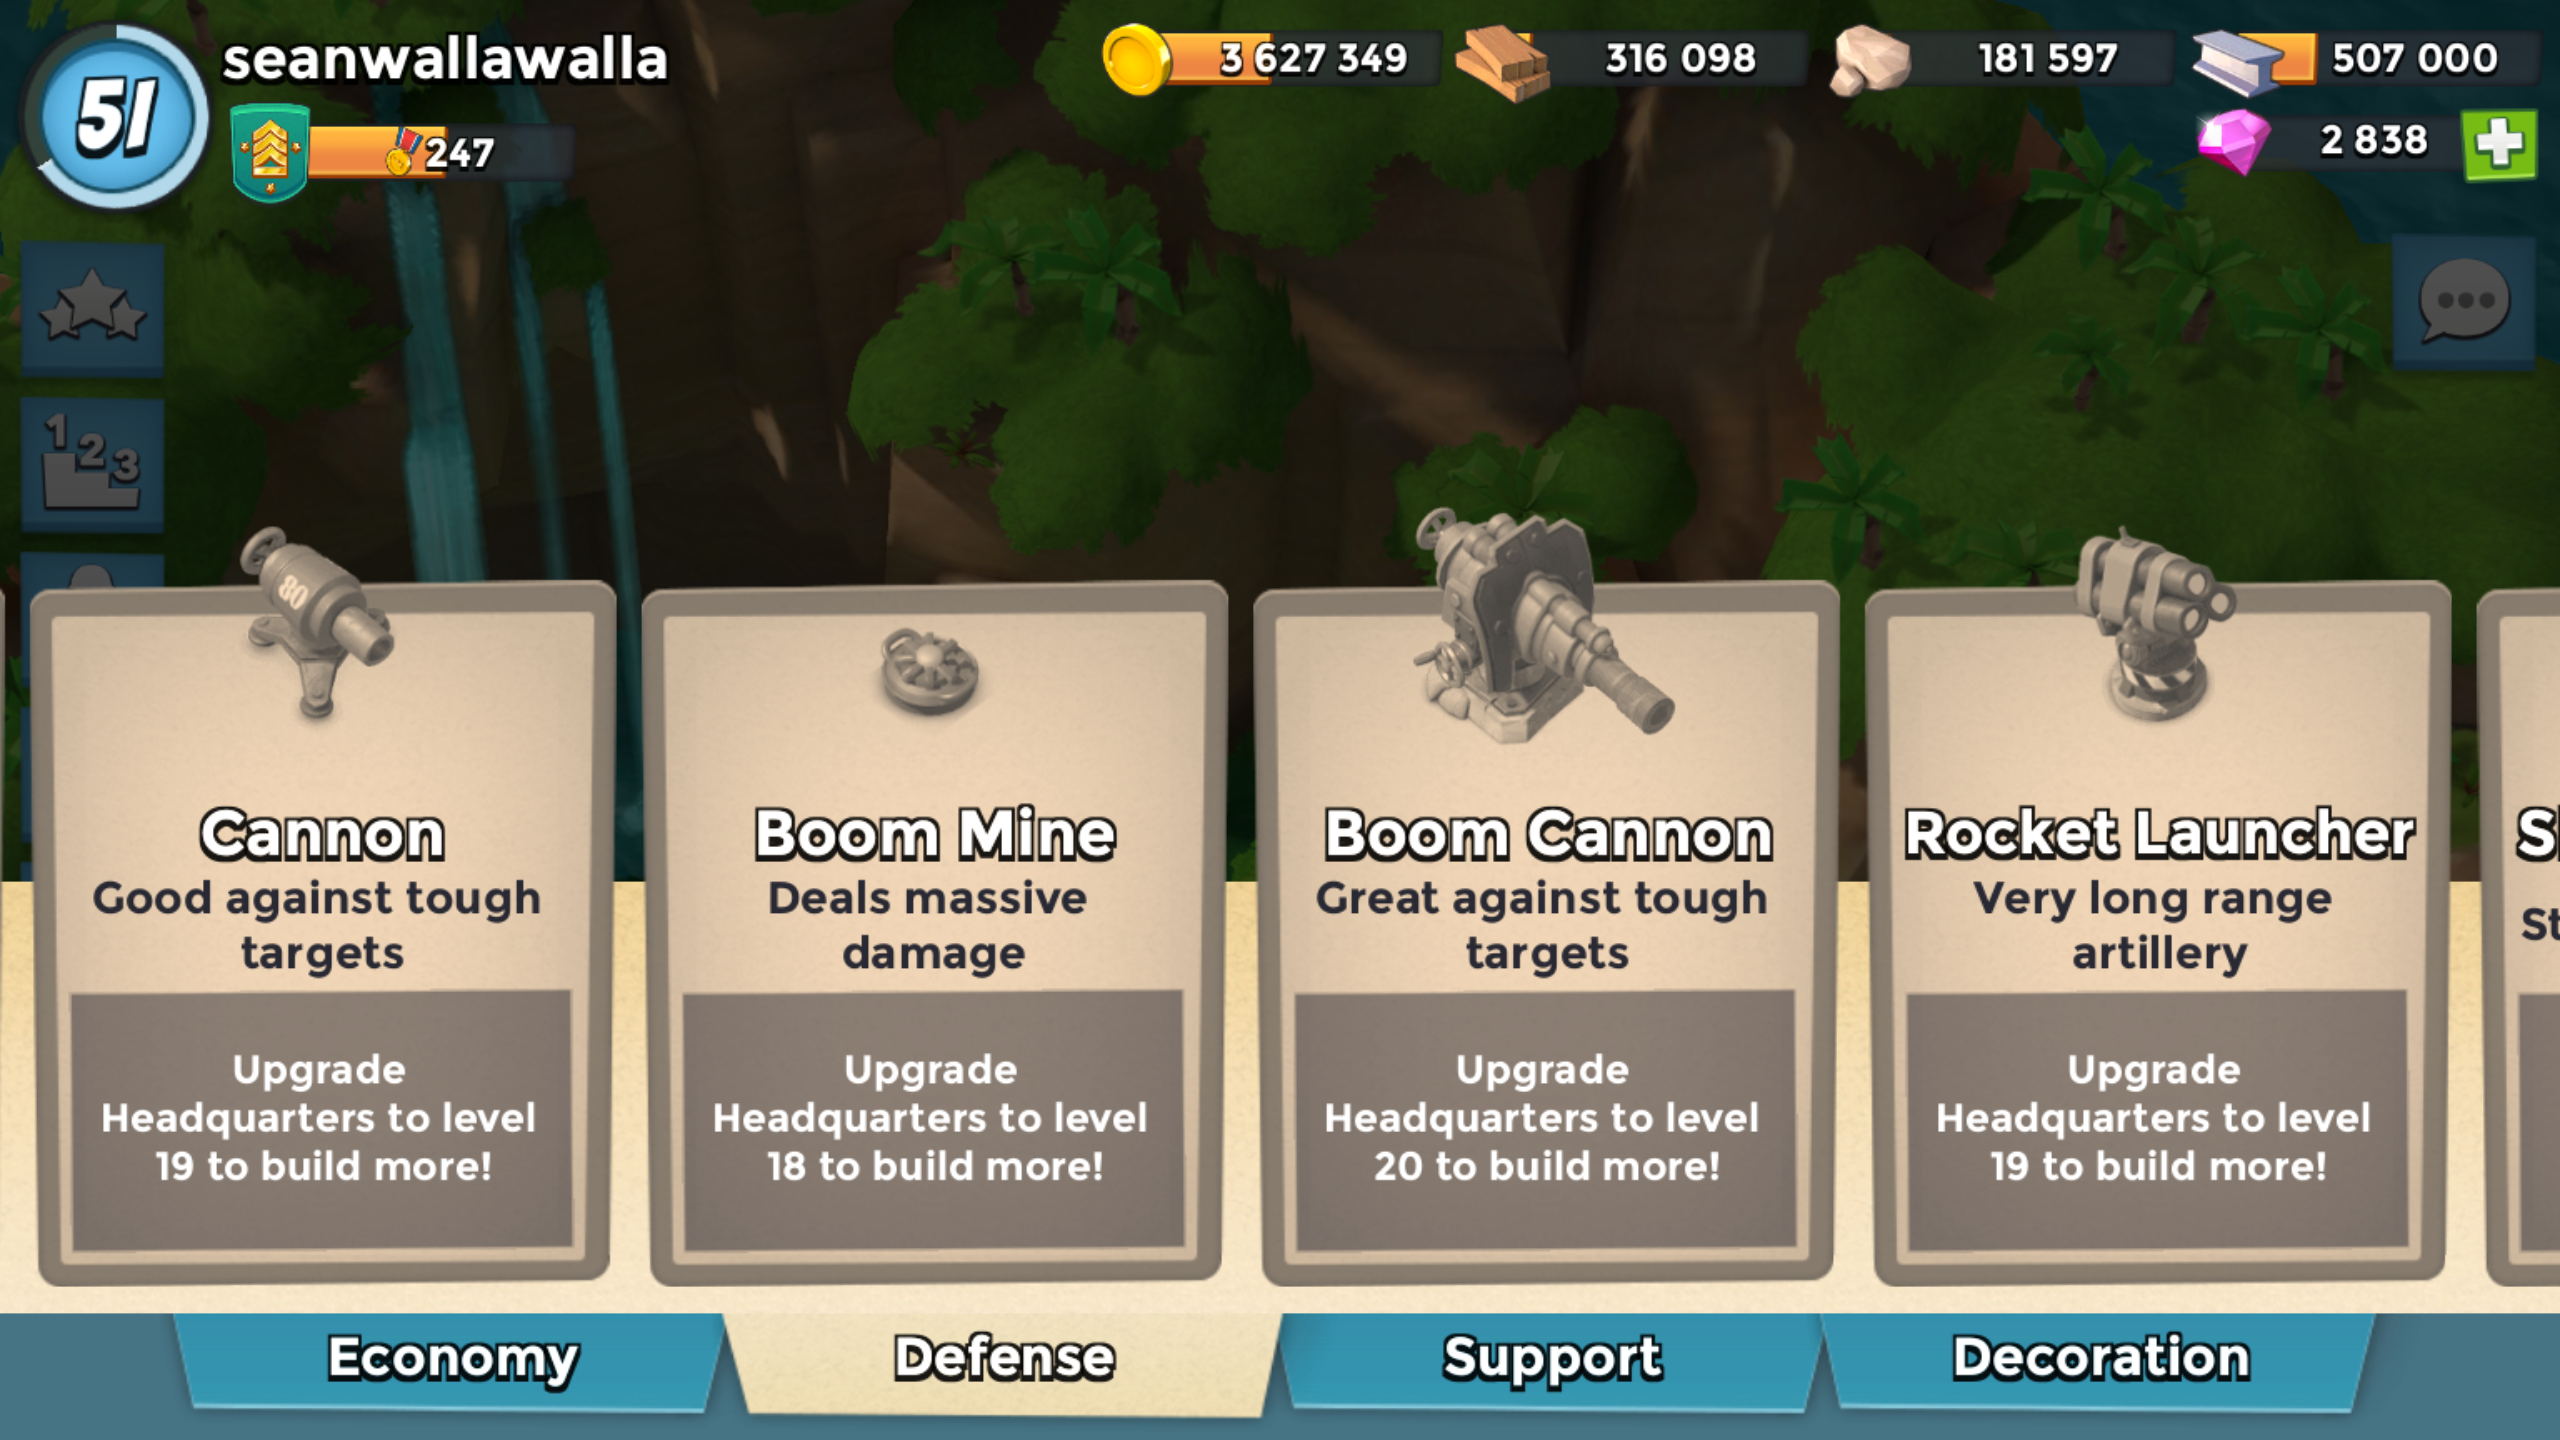 51
seanwallawalla
247
3 627 349
316 098
181 597
507 000
2 838
1 2 3
80
Cannon
Good against tough
targets
Upgrade
Headquarters to level
19 to build more!
Boom Mine
Deals massive
damage
Upgrade
Headquarters to level
18 to build more!
Boom Cannon
Great against tough
targets
Upgrade
Headquarters to level
20 to build more!
Rocket Launcher
Very long range
artillery
Upgrade
Headquarters to level
19 to build more!
Economy
Defense
Support
Decoration